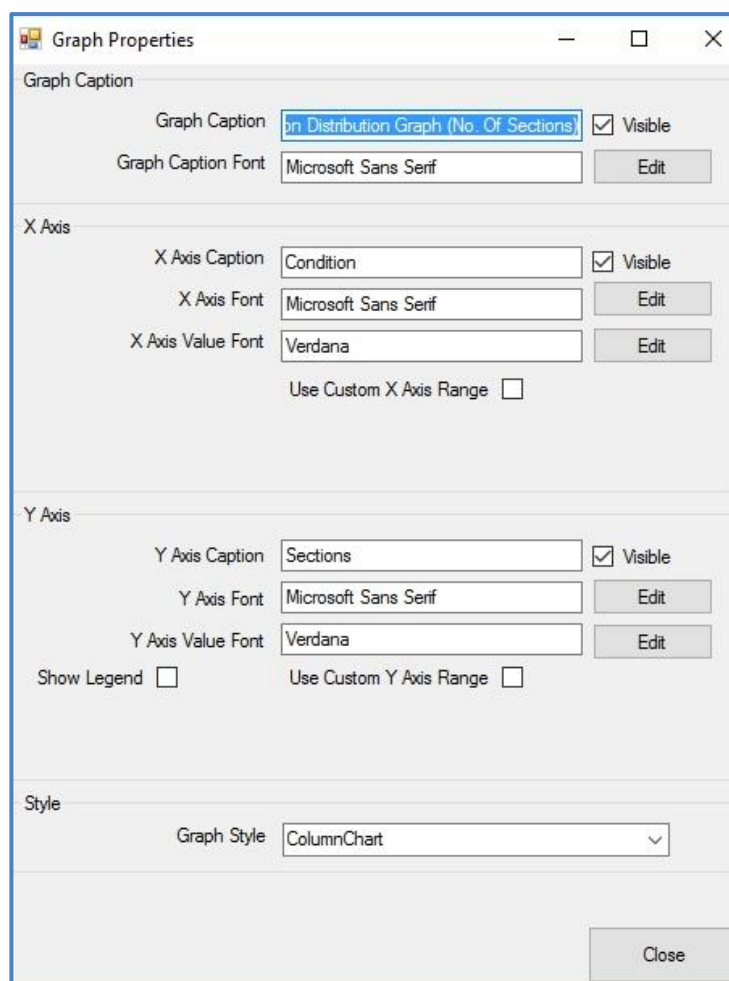 Graph Properties
Graph Caption
Graph Caption on Distribution Graph (No. Of Sections) Visible
Graph Caption Font Microsoft Sans Serif Edit
X Axis
X Axis Caption Condition Visible
X Axis Font Microsoft Sans Serif Edit
X Axis Value Font Verdana Edit
Use Custom X Axis Range
Y Axis
Y Axis Caption Sections Visible
Y Axis Font Microsoft Sans Serif Edit
Y Axis Value Font Verdana Edit
Show Legend Use Custom Y Axis Range
Style
Graph Style ColumnChart
Close